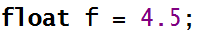 float f = 4.5;